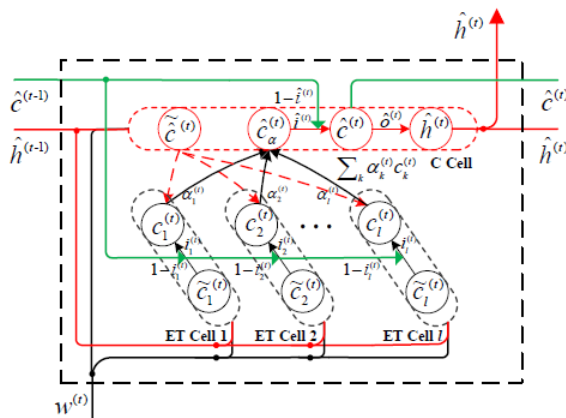 ĥ^(t)
1−î^(t)
ĉ^(t-1) c̃̂^(t) ĉ_α^(t) î^(t) ĉ^(t) ô^(t) ĥ^(t) ĉ^(t)
ĥ^(t-1) C Cell ĥ^(t)
∑_k α_k^(t) c_k^(t)
α_1^(t) α_2^(t) α_l^(t)
c_1^(t) c_2^(t) ... c_l^(t)
i_1^(t) i_2^(t) i_l^(t)
1−i_1^(t) 1−i_2^(t) 1−i_l^(t)
c̃_1^(t) c̃_2^(t) c̃_l^(t)
ET Cell 1 ET Cell 2 ET Cell l
w^(t)